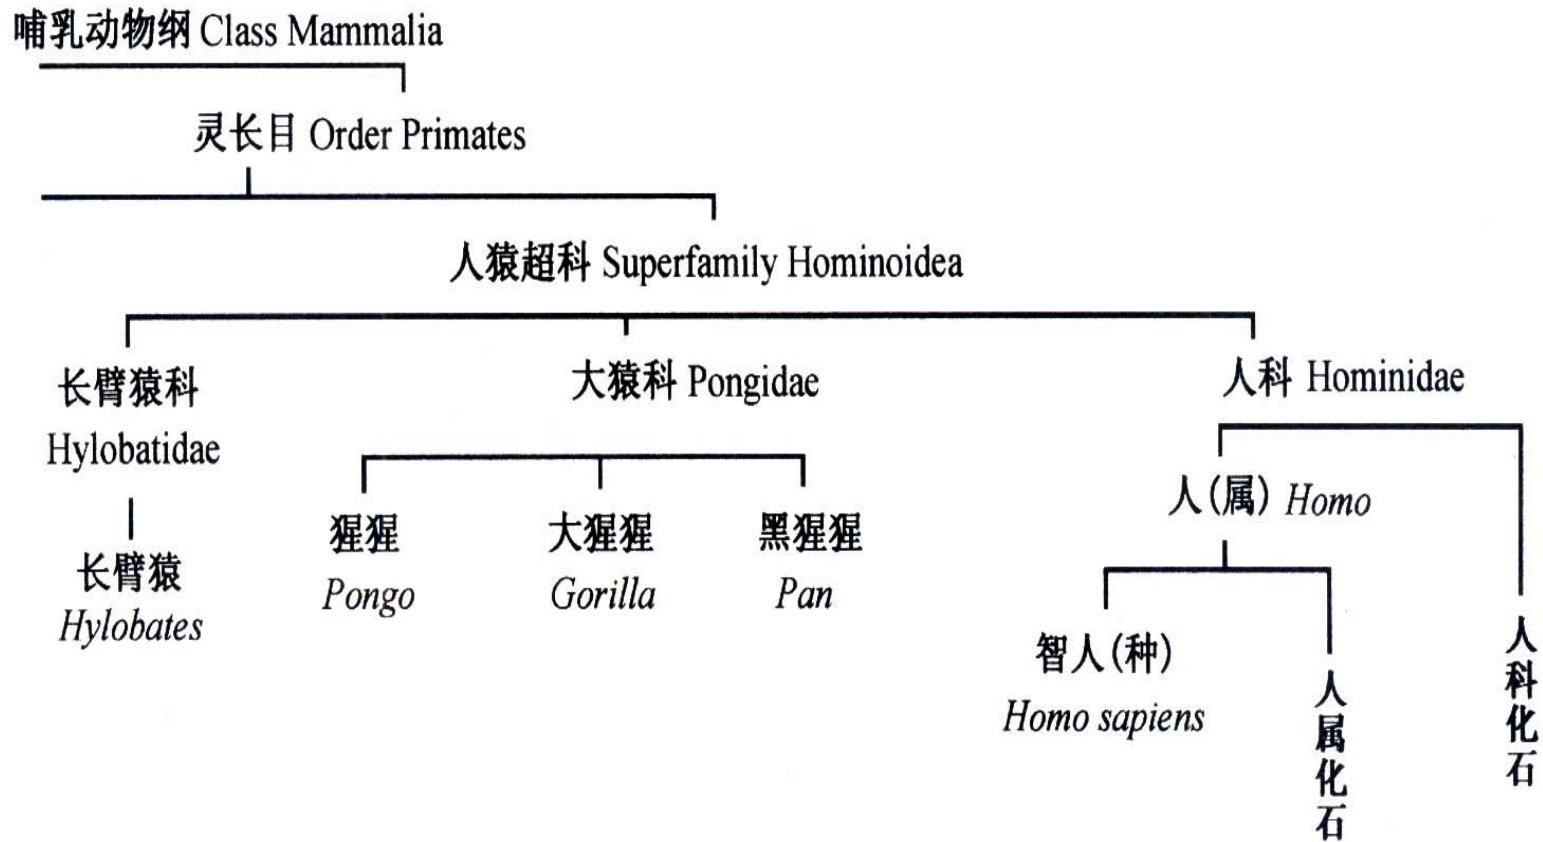 哺乳动物纲 Class Mammalia
灵长目 Order Primates
人猿超科 Superfamily Hominoidea
长臂猿科
Hylobatidae
大猿科 Pongidae
人科 Hominidae
长臂猿
Hylobates
猩猩
Pongo
大猩猩
Gorilla
黑猩猩
Pan
人(属) Homo
智人(种)
Homo sapiens
人属化石
人科化石